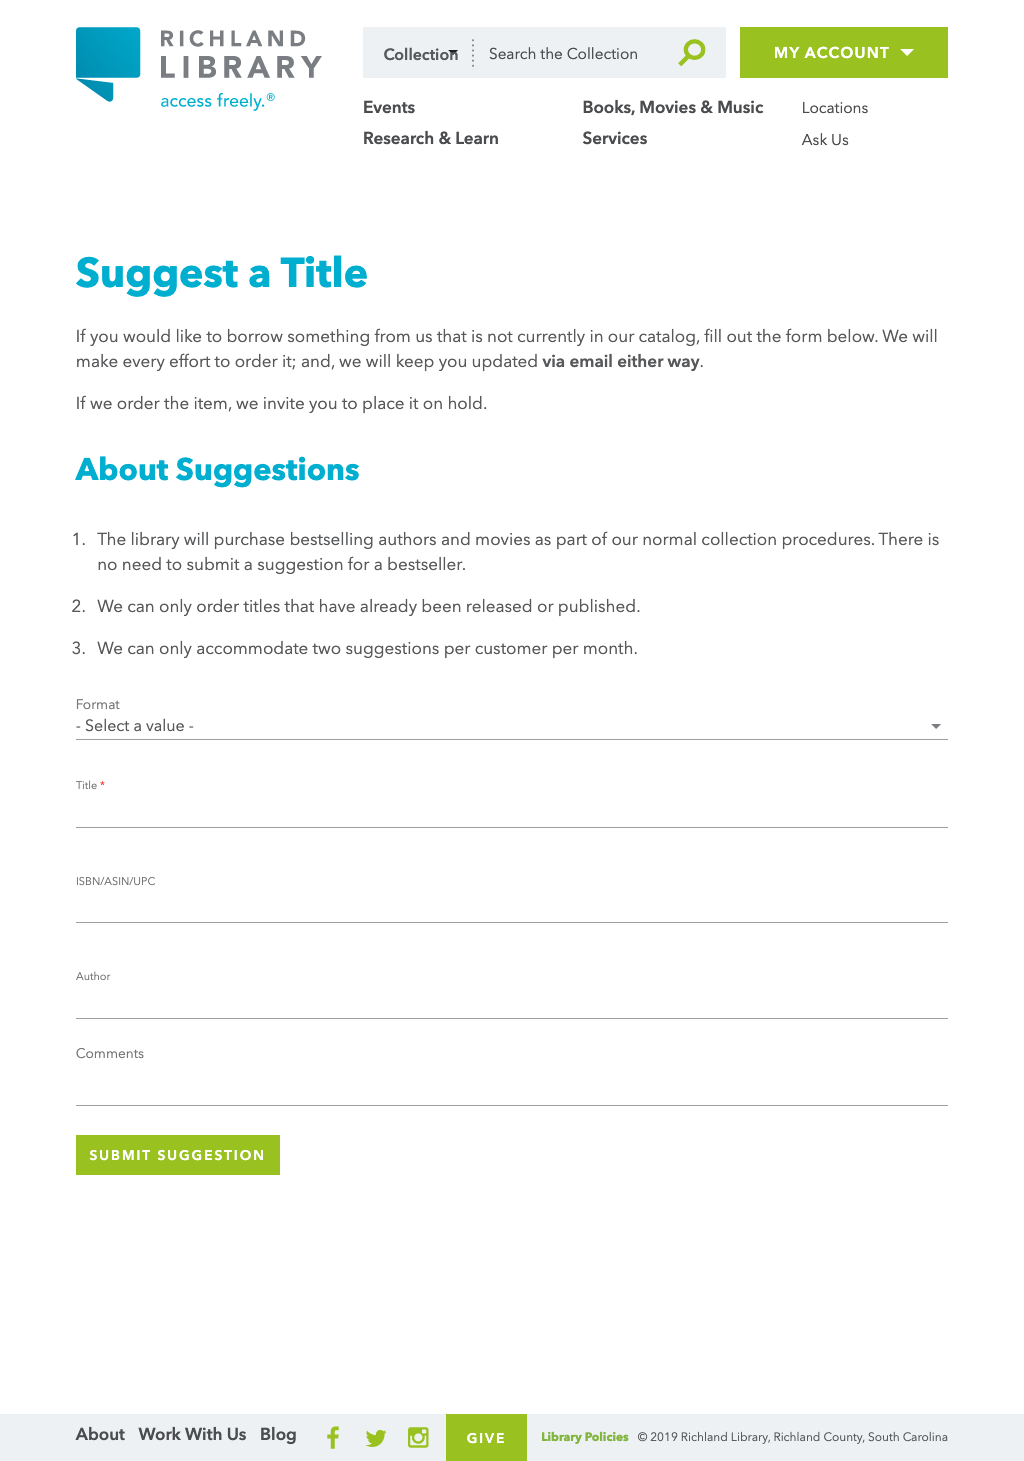 RICHLAND
LIBRARY
access freely.®
Collection
Search the Collection
MY ACCOUNT
Events
Books, Movies & Music
Locations
Research & Learn
Services
Ask Us
Suggest a Title
If you would like to borrow something from us that is not currently in our catalog, fill out the form below. We will
make every effort to order it; and, we will keep you updated via email either way.
If we order the item, we invite you to place it on hold.
About Suggestions
1. The library will purchase bestselling authors and movies as part of our normal collection procedures. There is
no need to submit a suggestion for a bestseller.
2. We can only order titles that have already been released or published.
3. We can only accommodate two suggestions per customer per month.
Format
- Select a value -
Title *
ISBN/ASIN/UPC
Author
Comments
SUBMIT SUGGESTION
About Work With Us Blog
GIVE
Library Policies © 2019 Richland Library, Richland County, South Carolina